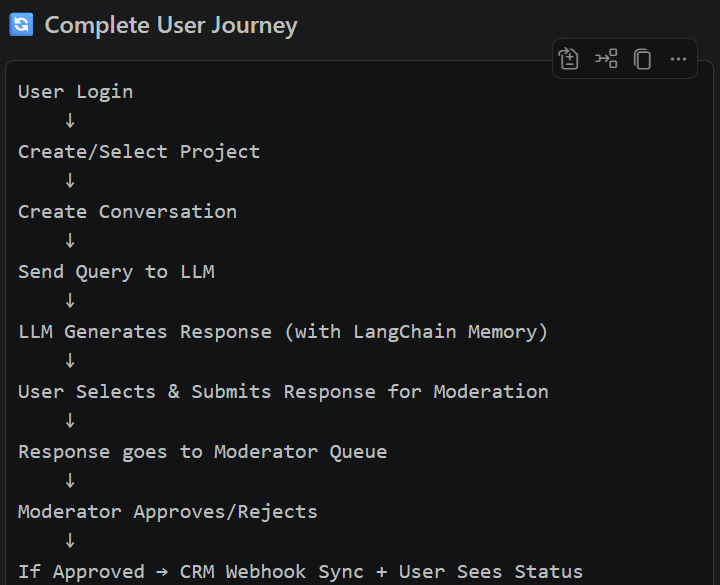 🔄 Complete User Journey
User Login
↓
Create/Select Project
↓
Create Conversation
↓
Send Query to LLM
↓
LLM Generates Response (with LangChain Memory)
↓
User Selects & Submits Response for Moderation
↓
Response goes to Moderator Queue
↓
Moderator Approves/Rejects
↓
If Approved → CRM Webhook Sync + User Sees Status